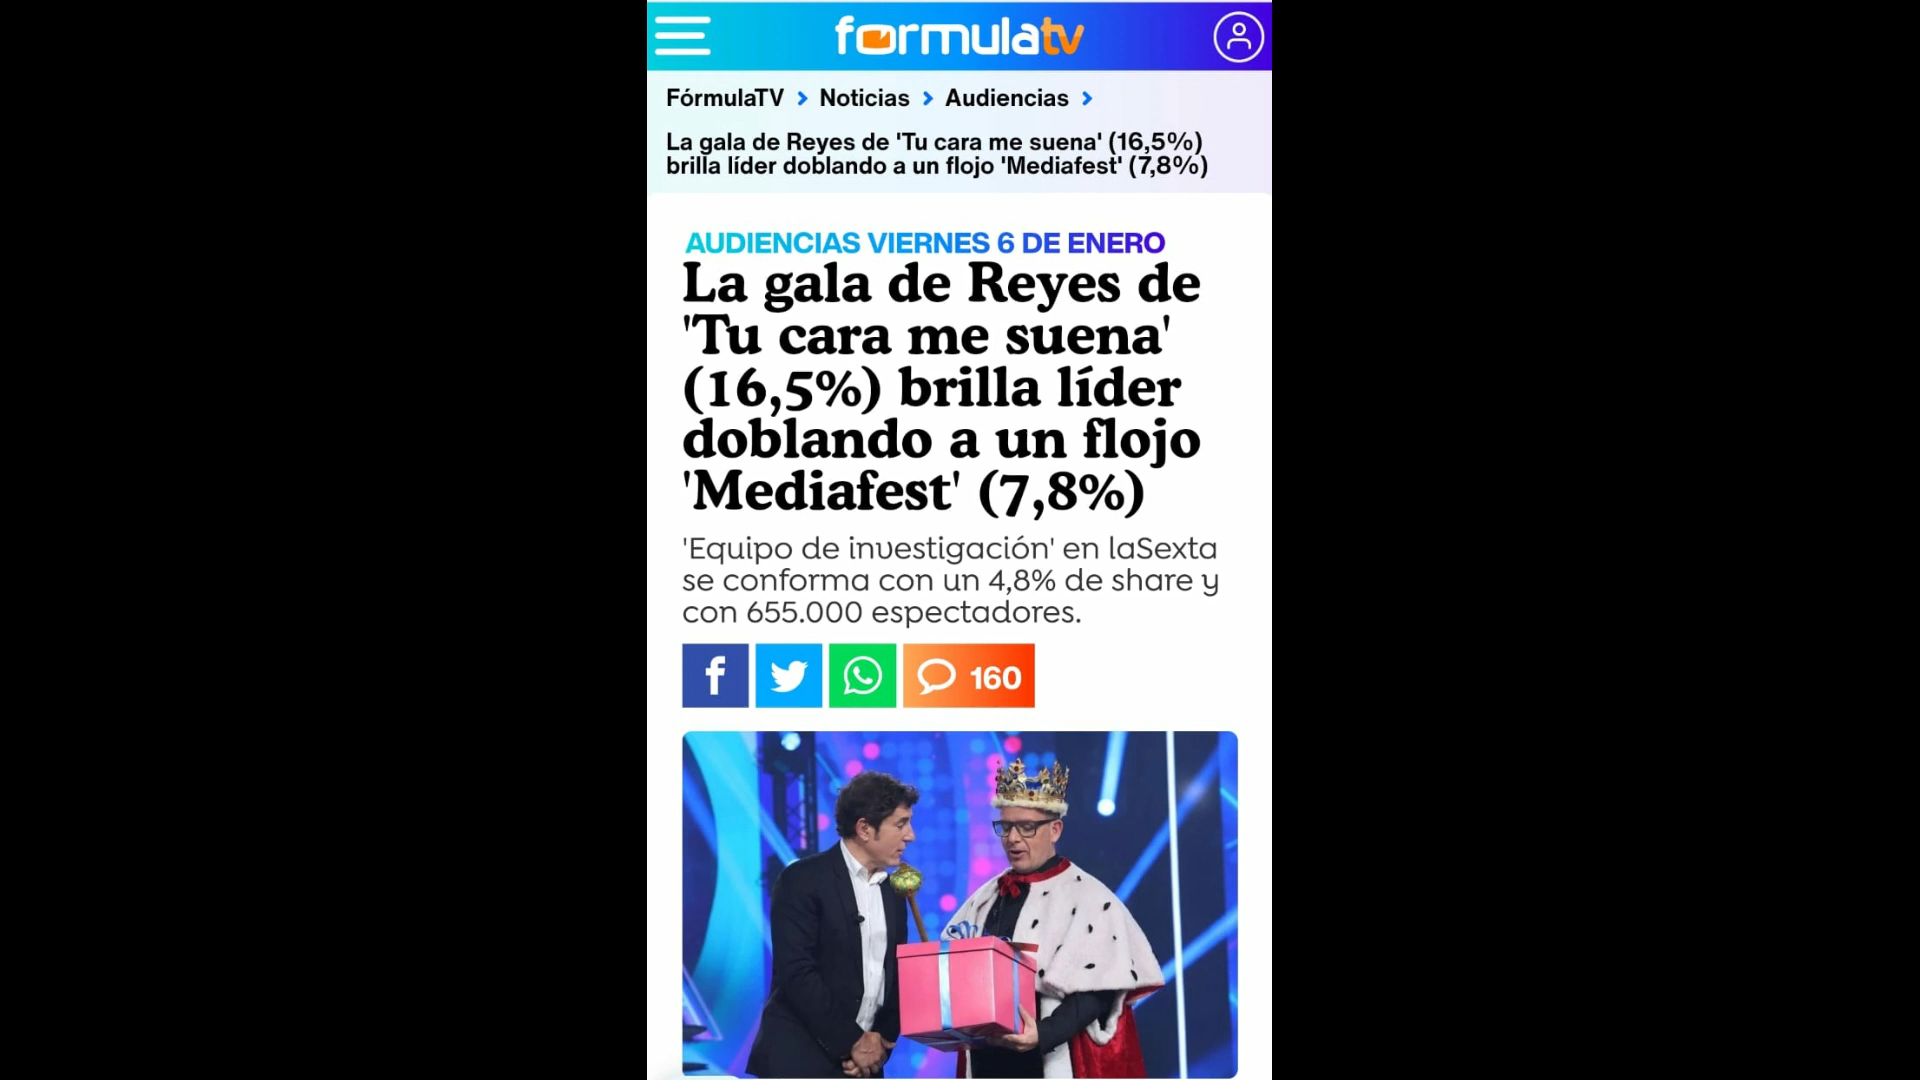 formulatv
FórmulaTV > Noticias > Audiencias >
La gala de Reyes de 'Tu cara me suena' (16,5%)
brilla líder doblando a un flojo 'Mediafest' (7,8%)
AUDIENCIAS VIERNES 6 DE ENERO
La gala de Reyes de
'Tu cara me suena'
(16,5%) brilla líder
doblando a un flojo
'Mediafest' (7,8%)
'Equipo de investigación' en laSexta
se conforma con un 4,8% de share y
con 655.000 espectadores.
160